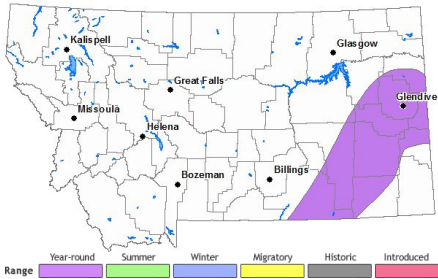 Kalispell
Glasgow
Great Falls
Glendive
Missoula
Helena
Billings
Bozeman
Range Year-round Summer Winter Migratory Historic Introduced